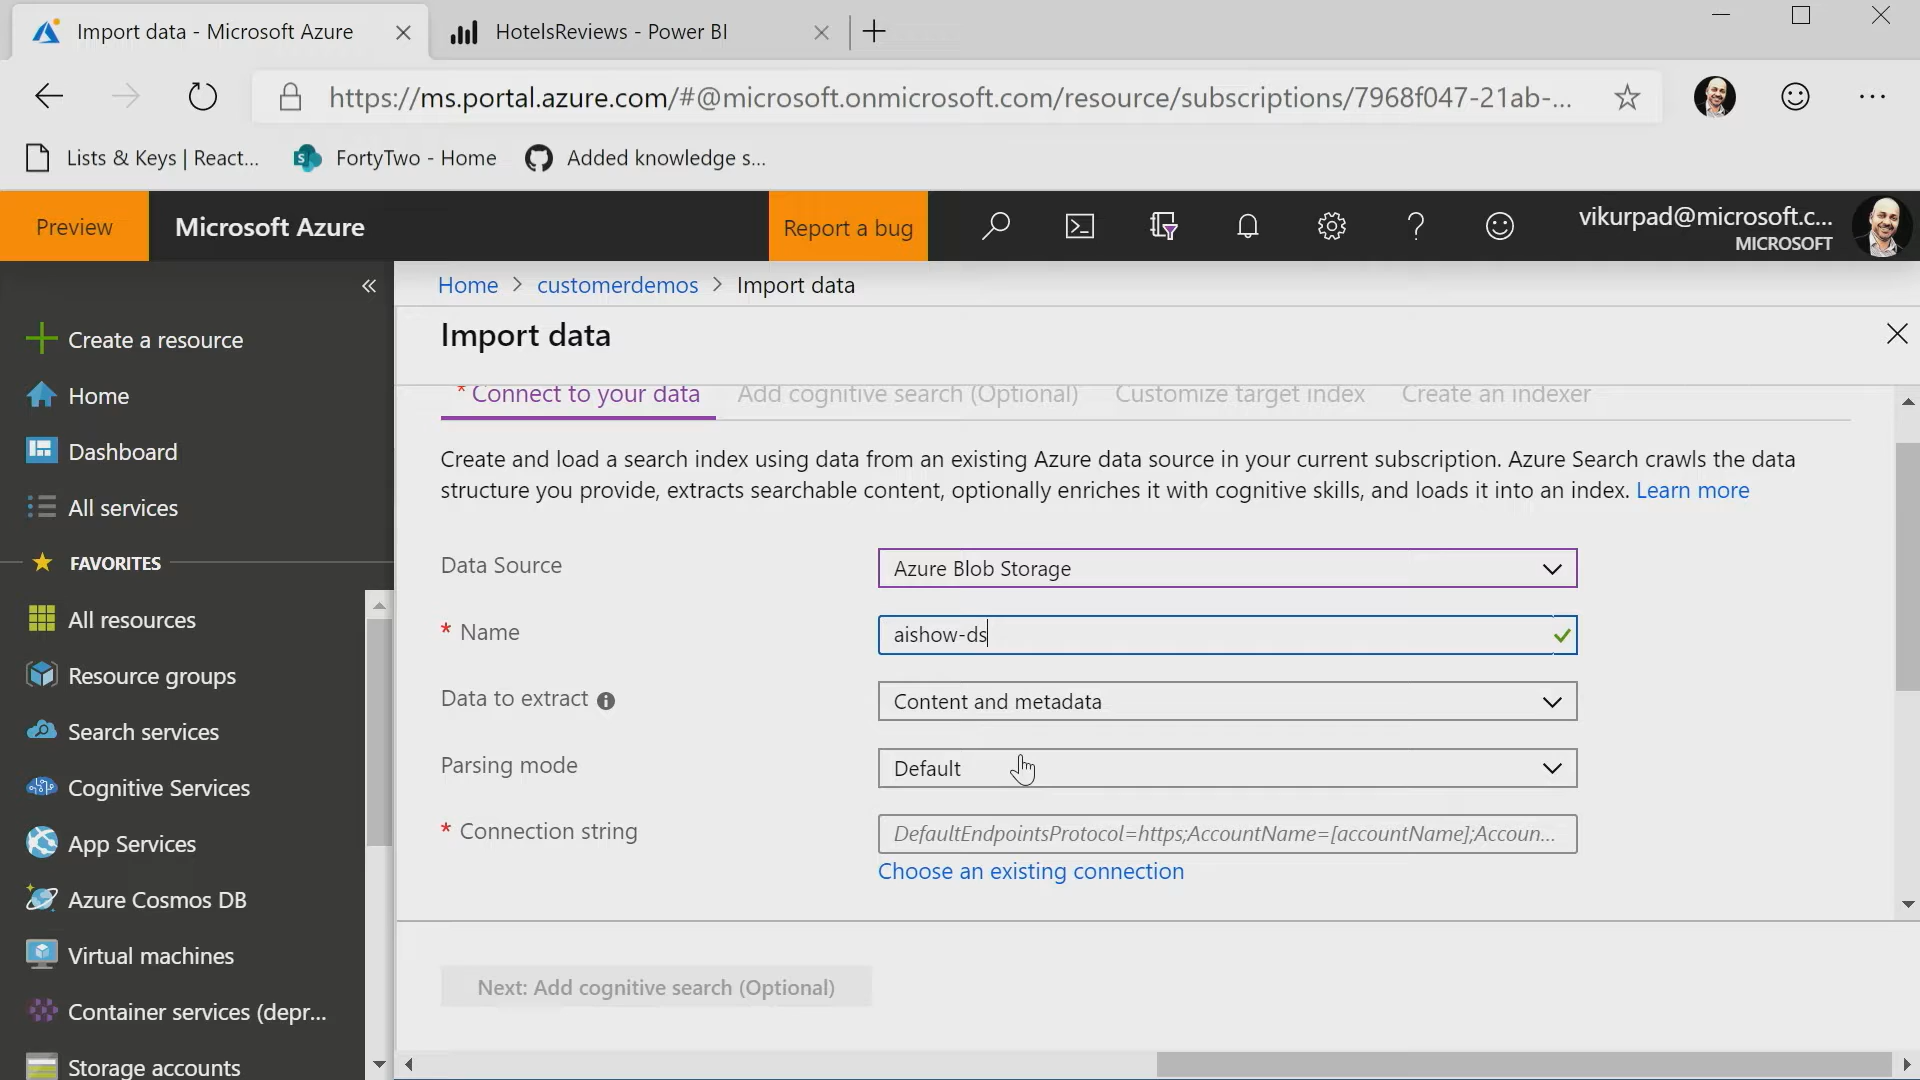 Import data - Microsoft Azure
HotelsReviews - Power BI
https://ms.portal.azure.com/#@microsoft.onmicrosoft.com/resource/subscriptions/7968f047-21ab-...
Lists & Keys | React...
FortyTwo - Home
Added knowledge s...
Preview
Microsoft Azure
Report a bug
vikurpad@microsoft.c...
MICROSOFT
Create a resource
Home
Dashboard
All services
FAVORITES
All resources
Resource groups
Search services
Cognitive Services
App Services
Azure Cosmos DB
Virtual machines
Container services (depr...
Storage accounts
Home > customerdemos > Import data
Import data
* Connect to your data
Add cognitive search (Optional)
Customize target index
Create an indexer
Create and load a search index using data from an existing Azure data source in your current subscription. Azure Search crawls the data
structure you provide, extracts searchable content, optionally enriches it with cognitive skills, and loads it into an index. Learn more
Data Source
Azure Blob Storage
* Name
aishow-ds
Data to extract
Content and metadata
Parsing mode
Default
* Connection string
DefaultEndpointsProtocol=https;AccountName=[accountName];Accoun...
Choose an existing connection
Next: Add cognitive search (Optional)